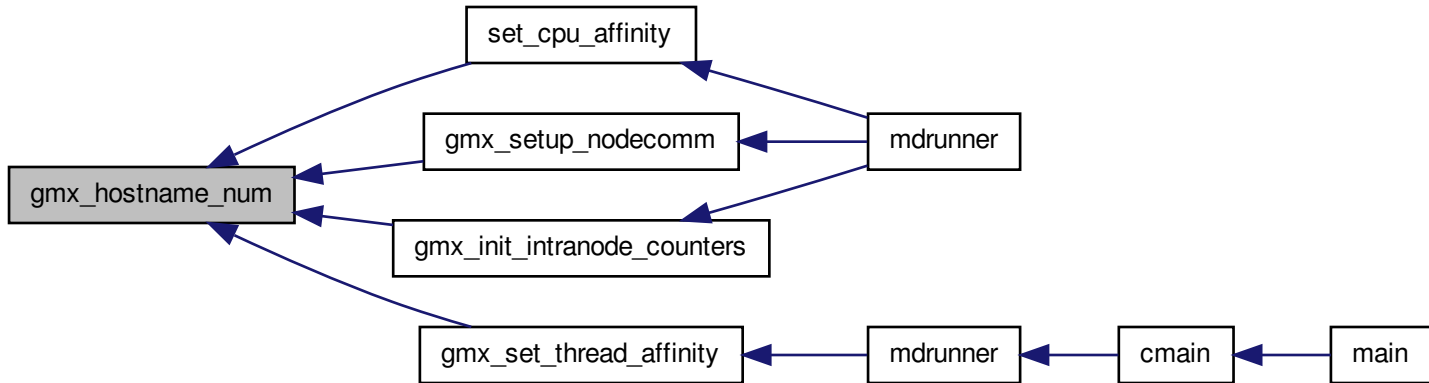 set_cpu_affinity
gmx_setup_nodecomm
mdrunner
gmx_hostname_num
gmx_init_intranode_counters
gmx_set_thread_affinity
mdrunner
cmain
main